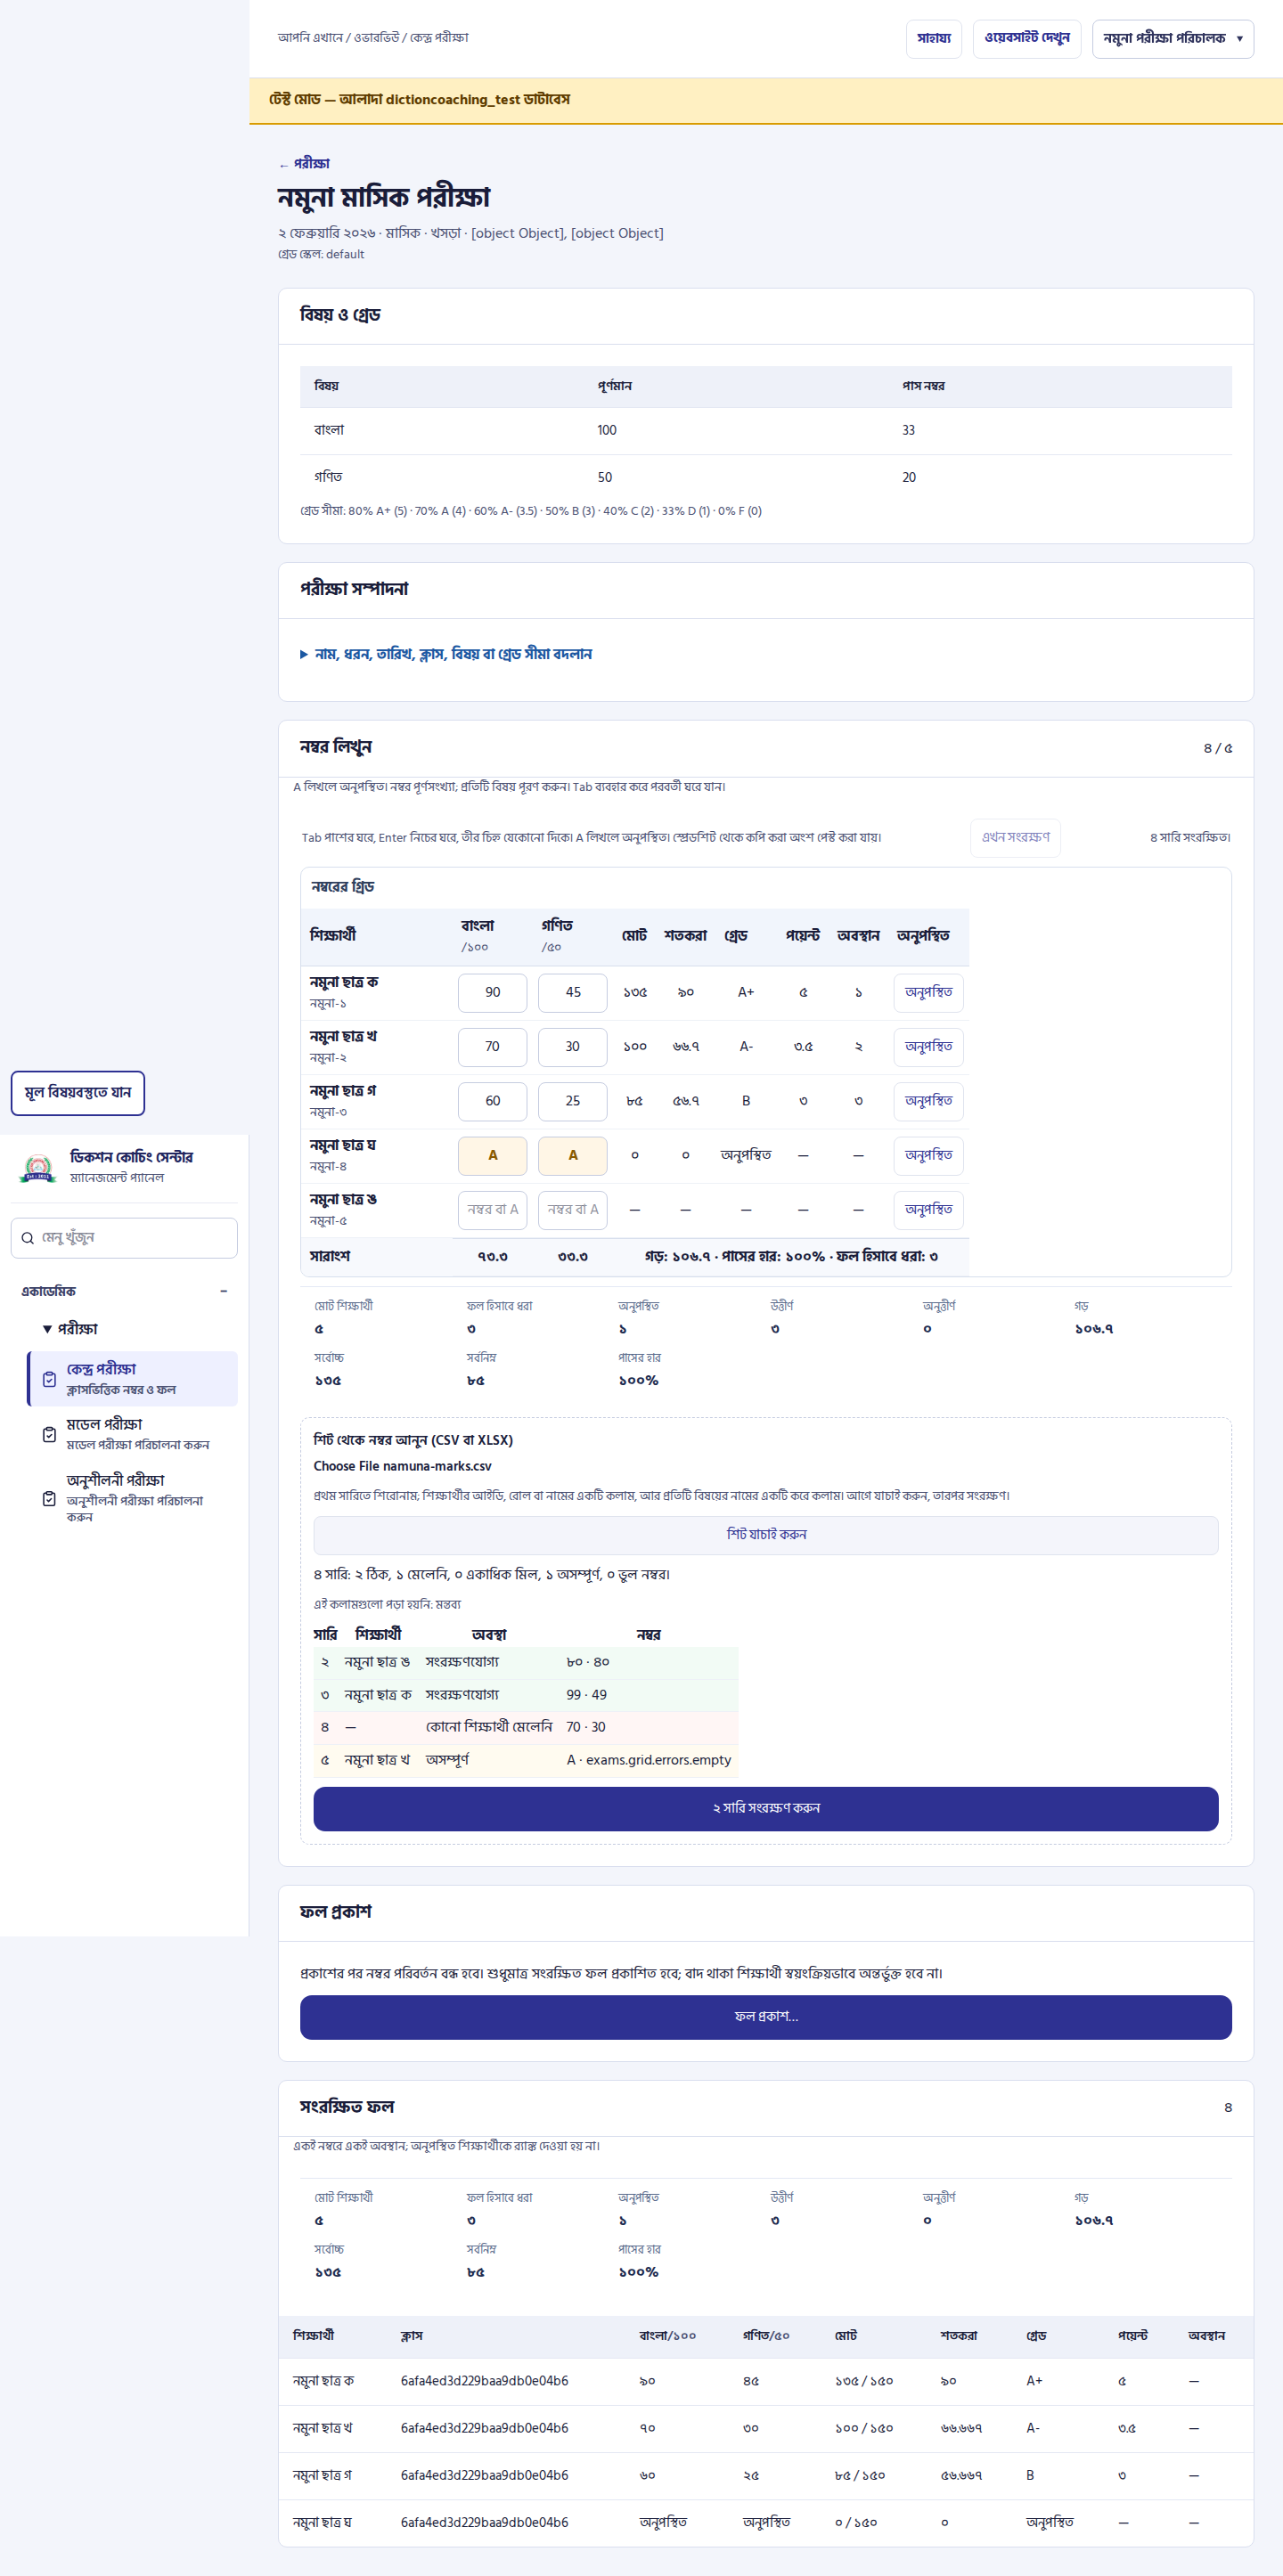 আপনি এখানে / ওভারভিউ / কেন্দ্র পরীক্ষা
সাহায্য
ওয়েবসাইট দেখুন
নমুনা পরীক্ষা পরিচালক ▼
টেস্ট মোড — আলাদা dictioncoaching_test ডাটাবেস
← পরীক্ষা
নমুনা মাসিক পরীক্ষা
২ ফেব্রুয়ারি ২০২৬ · মাসিক · খসড়া · [object Object], [object Object]
গ্রেড স্কেল: default
বিষয় ও গ্রেড
বিষয় পূর্ণমান পাস নম্বর
বাংলা 100 33
গণিত 50 20
গ্রেড সীমা: 80% A+ (5) · 70% A (4) · 60% A- (3.5) · 50% B (3) · 40% C (2) · 33% D (1) · 0% F (0)
পরীক্ষা সম্পাদনা
▶ নাম, ধরন, তারিখ, ক্লাস, বিষয় বা গ্রেড সীমা বদলান
নম্বর লিখুন ৪ / ৫
A লিখলে অনুপস্থিত। নম্বর পূর্ণসংখ্যা; প্রতিটি বিষয় পূরণ করুন। Tab ব্যবহার করে পরবর্তী ঘরে যান।
Tab পাশের ঘরে, Enter নিচের ঘরে, তীর চিহ্ন যেকোনো দিকে। A লিখলে অনুপস্থিত। স্প্রেডশিট থেকে কপি করা অংশ পেস্ট করা যায়।
এখন সংরক্ষণ
৪ সারি সংরক্ষিত।
নম্বরের গ্রিড
শিক্ষার্থী বাংলা /১০০ গণিত /৫০ মোট শতকরা গ্রেড পয়েন্ট অবস্থান অনুপস্থিত
নমুনা ছাত্র ক 90 45 ১৩৫ ৯০ A+ ৫ ১ অনুপস্থিত
নমুনা-১
নমুনা ছাত্র খ 70 30 ১০০ ৬৬.৭ A- ৩.৫ ২ অনুপস্থিত
নমুনা-২
নমুনা ছাত্র গ 60 25 ৮৫ ৫৬.৭ B ৩ ৩ অনুপস্থিত
নমুনা-৩
নমুনা ছাত্র ঘ A A ০ ০ অনুপস্থিত — — অনুপস্থিত
নমুনা-৪
নমুনা ছাত্র ঙ নম্বর বা A নম্বর বা A — — — — — অনুপস্থিত
নমুনা-৫
সারাংশ ৭৩.৩ ৩৩.৩ গড়: ১০৬.৭ · পাসের হার: ১০০% · ফল হিসাবে ধরা: ৩
মোট শিক্ষার্থী ফল হিসাবে ধরা অনুপস্থিত উত্তীর্ণ অনুত্তীর্ণ গড়
৫ ৩ ১ ৩ ০ ১০৬.৭
সর্বোচ্চ সর্বনিম্ন পাসের হার
১৩৫ ৮৫ ১০০%
শিট থেকে নম্বর আনুন (CSV বা XLSX)
Choose File namuna-marks.csv
প্রথম সারিতে শিরোনাম; শিক্ষার্থীর আইডি, রোল বা নামের একটি কলাম, আর প্রতিটি বিষয়ের নামের একটি করে কলাম। আগে যাচাই করুন, তারপর সংরক্ষণ।
শিট যাচাই করুন
৪ সারি: ২ ঠিক, ১ মেলেনি, ০ একাধিক মিল, ১ অসম্পূর্ণ, ০ ভুল নম্বর।
এই কলামগুলো পড়া হয়নি: মন্তব্য
সারি শিক্ষার্থী অবস্থা নম্বর
২ নমুনা ছাত্র ঙ সংরক্ষণযোগ্য ৮০ · ৪০
৩ নমুনা ছাত্র ক সংরক্ষণযোগ্য 99 · 49
৪ — কোনো শিক্ষার্থী মেলেনি 70 · 30
৫ নমুনা ছাত্র খ অসম্পূর্ণ A · exams.grid.errors.empty
২ সারি সংরক্ষণ করুন
ফল প্রকাশ
প্রকাশের পর নম্বর পরিবর্তন বন্ধ হবে। শুধুমাত্র সংরক্ষিত ফল প্রকাশিত হবে; বাদ থাকা শিক্ষার্থী স্বয়ংক্রিয়ভাবে অন্তর্ভুক্ত হবে না।
ফল প্রকাশ...
সংরক্ষিত ফল ৪
একই নম্বরে একই অবস্থান; অনুপস্থিত শিক্ষার্থীকে র‍্যাঙ্ক দেওয়া হয় না।
মোট শিক্ষার্থী ফল হিসাবে ধরা অনুপস্থিত উত্তীর্ণ অনুত্তীর্ণ গড়
৫ ৩ ১ ৩ ০ ১০৬.৭
সর্বোচ্চ সর্বনিম্ন পাসের হার
১৩৫ ৮৫ ১০০%
শিক্ষার্থী ক্লাস বাংলা/১০০ গণিত/৫০ মোট শতকরা গ্রেড পয়েন্ট অবস্থান
নমুনা ছাত্র ক 6afa4ed3d229baa9db0e04b6 ৯০ ৪৫ ১৩৫ / ১৫০ ৯০ A+ ৫ —
নমুনা ছাত্র খ 6afa4ed3d229baa9db0e04b6 ৭০ ৩০ ১০০ / ১৫০ ৬৬.৬৬৭ A- ৩.৫ —
নমুনা ছাত্র গ 6afa4ed3d229baa9db0e04b6 ৬০ ২৫ ৮৫ / ১৫০ ৫৬.৬৬৭ B ৩ —
নমুনা ছাত্র ঘ 6afa4ed3d229baa9db0e04b6 অনুপস্থিত অনুপস্থিত ০ / ১৫০ ০ অনুপস্থিত — —
মূল বিষয়বস্তুতে যান
ডিকশন কোচিং সেন্টার
ম্যানেজমেন্ট প্যানেল
মেনু খুঁজুন
একাডেমিক −
▼ পরীক্ষা
কেন্দ্র পরীক্ষা
ক্লাসভিত্তিক নম্বর ও ফল
মডেল পরীক্ষা
মডেল পরীক্ষা পরিচালনা করুন
অনুশীলনী পরীক্ষা
অনুশীলনী পরীক্ষা পরিচালনা
করুন